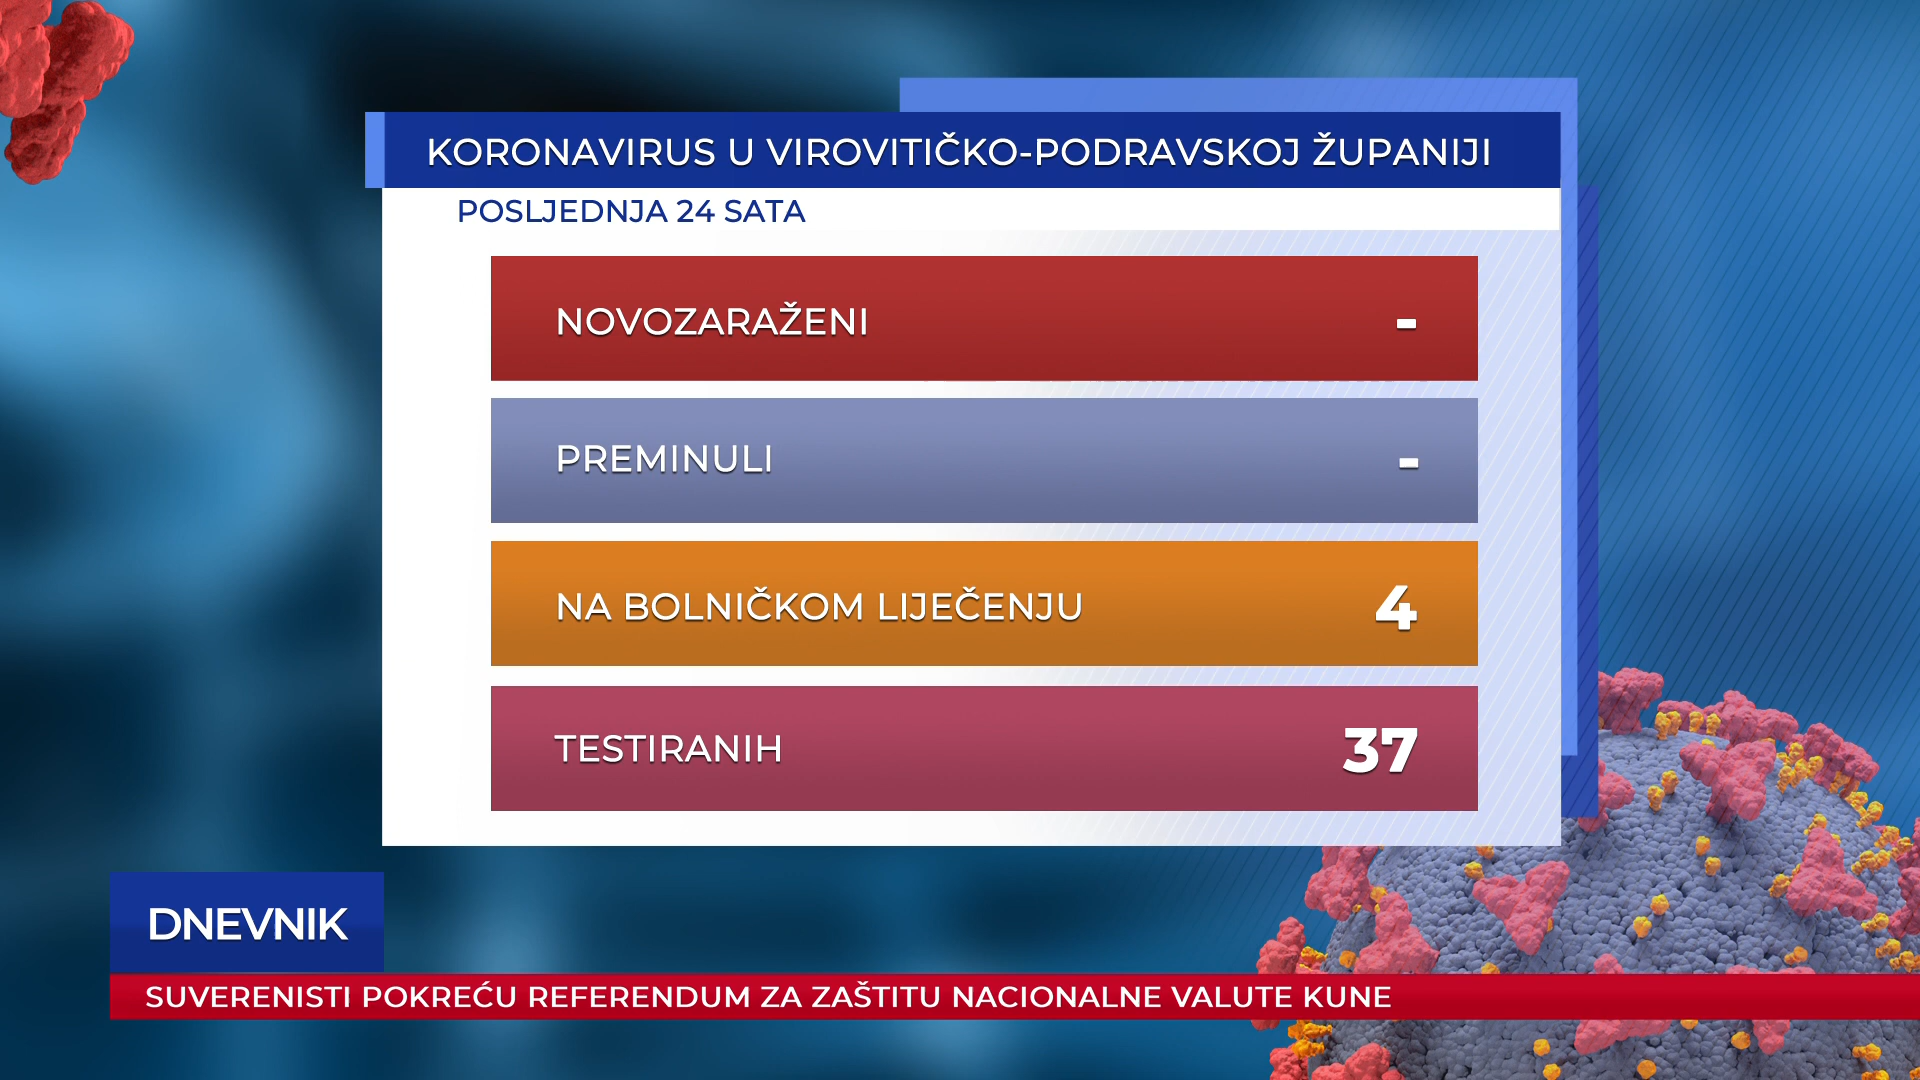 KORONAVIRUS U VIROVITIČKO-PODRAVSKOJ ŽUPANIJI
POSLJEDNJA 24 SATA
NOVOZARAŽENI -
PREMINULI -
NA BOLNIČKOM LIJEČENJU 4
TESTIRANIH 37
DNEVNIK
SUVERENISTI POKREĆU REFERENDUM ZA ZAŠTITU NACIONALNE VALUTE KUNE